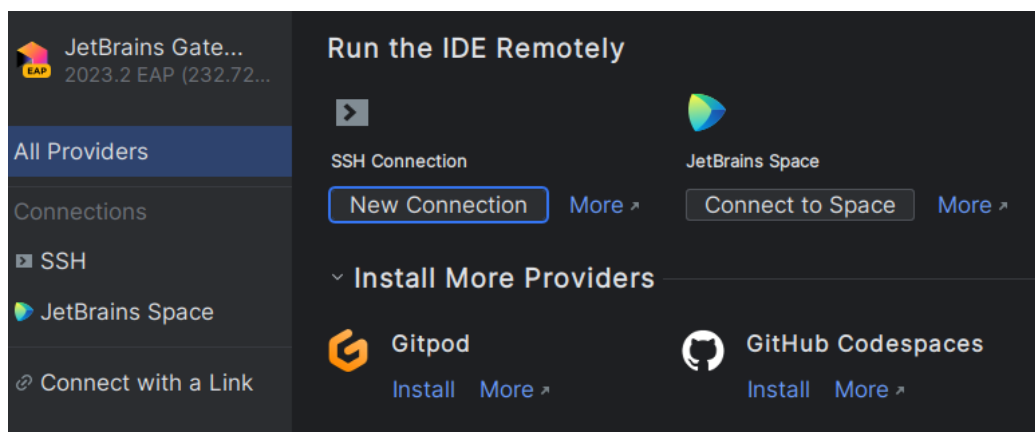 JetBrains Gate...
EAP
2023.2 EAP (232.72...
All Providers
Connections
SSH
JetBrains Space
Connect with a Link
Run the IDE Remotely
SSH Connection
New Connection More
JetBrains Space
Connect to Space More
Install More Providers
Gitpod
Install More
GitHub Codespaces
Install More